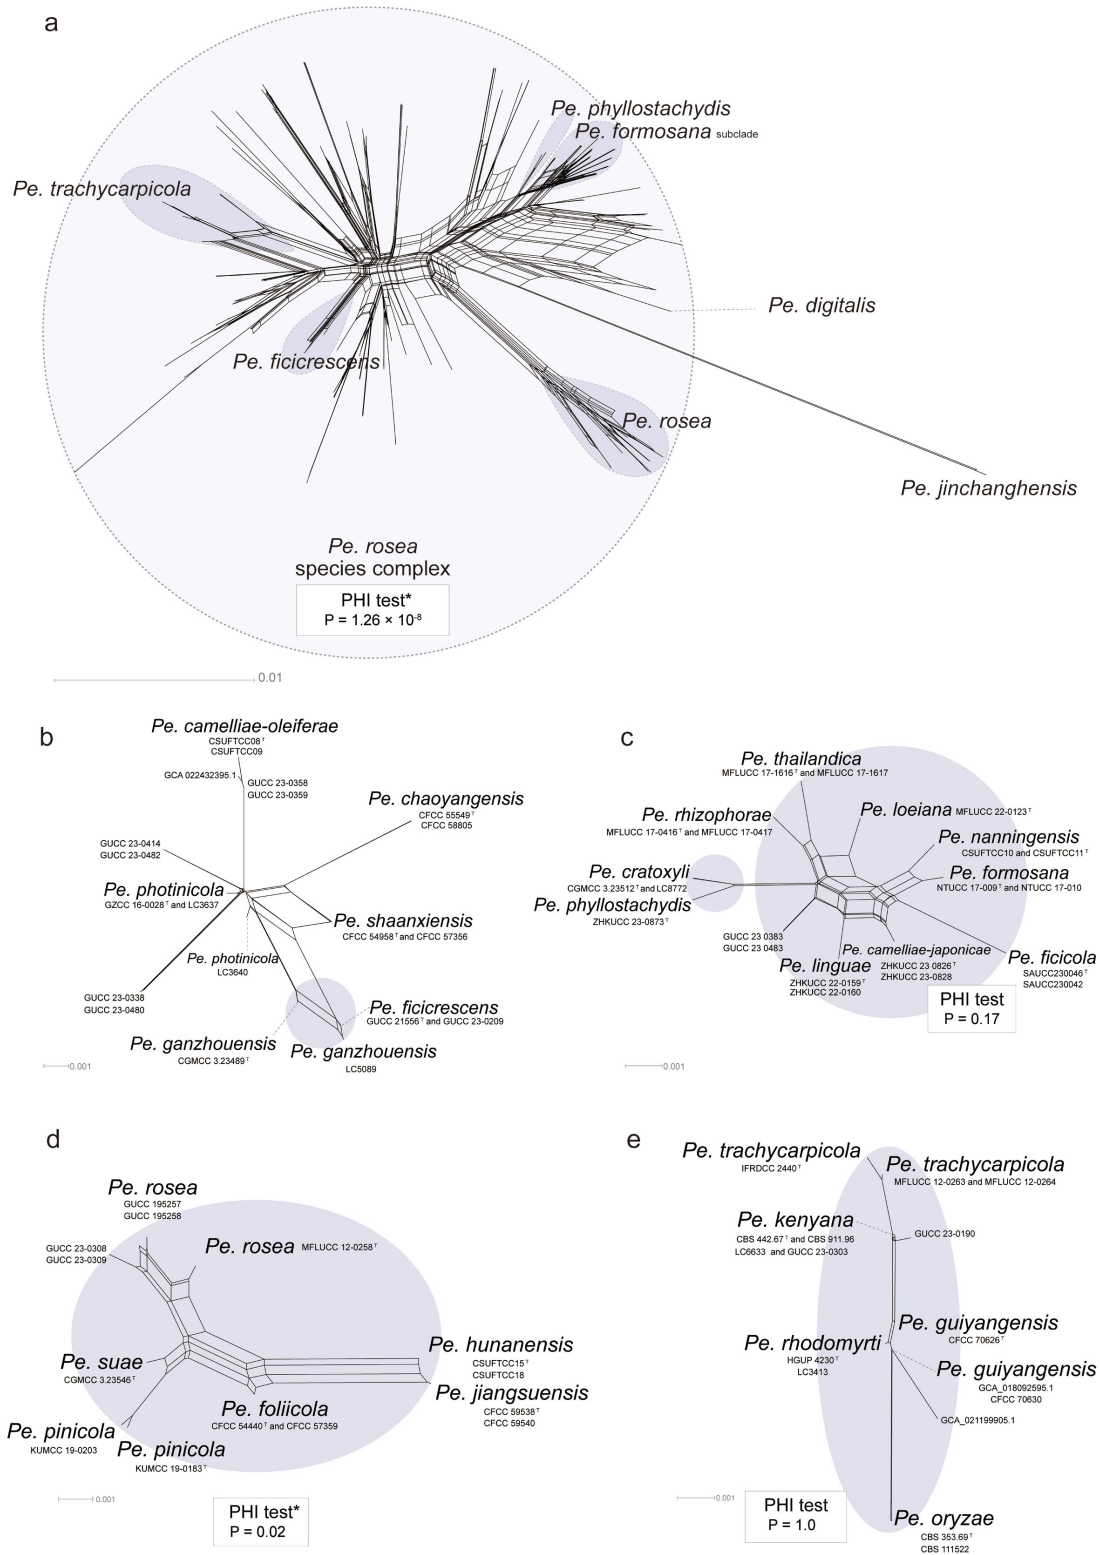 a
Pe. phyllostachydis
Pe. formosana subclade
Pe. trachycarpicola
Pe. digitalis
Pe. ficicrescens
Pe. rosea
Pe. jinchanghensis
Pe. rosea
species complex
PHI test*
P = 1.26 × 10⁻⁸
0.01
b
Pe. camelliae-oleiferae
CSUFTCC08ᵀ
CSUFTCC09
GCA 022432395.1
GUCC 23-0358
GUCC 23-0359
Pe. chaoyangensis
CFCC 55549ᵀ
CFCC 58805
GUCC 23-0414
GUCC 23-0482
Pe. photinicola
GZCC 16-0028ᵀ and LC3637
Pe. shaanxiensis
CFCC 54958ᵀ and CFCC 57356
Pe. photinicola
LC3640
GUCC 23-0338
GUCC 23-0480
Pe. ficicrescens
GUCC 21556ᵀ and GUCC 23-0209
Pe. ganzhouensis
CGMCC 3.23489ᵀ
Pe. ganzhouensis
LC5089
0.001
c
Pe. thailandica
MFLUCC 17-1616ᵀ and MFLUCC 17-1617
Pe. rhizophorae
MFLUCC 17-0416ᵀ and MFLUCC 17-0417
Pe. loeiana MFLUCC 22-0123ᵀ
Pe. nanningensis
CSUFTCC10 and CSUFTCC11ᵀ
Pe. cratoxyli
CGMCC 3.23512ᵀ and LC8772
Pe. formosana
NTUCC 17-009ᵀ and NTUCC 17-010
Pe. phyllostachydis
ZHKUCC 23-0873ᵀ
GUCC 23 0383
GUCC 23 0483
Pe. camelliae-japonicae
ZHKUCC 23 0826ᵀ
ZHKUCC 23-0828
Pe. linguae
ZHKUCC 22-0159ᵀ
ZHKUCC 22-0160
Pe. ficicola
SAUCC230046ᵀ
SAUCC230042
PHI test
P = 0.17
0.001
d
Pe. rosea
GUCC 195257
GUCC 195258
GUCC 23-0308
GUCC 23-0309
Pe. rosea MFLUCC 12-0258ᵀ
Pe. hunanensis
CSUFTCC15ᵀ
CSUFTCC18
Pe. suae
CGMCC 3.23546ᵀ
Pe. jiangsuensis
CFCC 59538ᵀ
CFCC 59540
Pe. foliicola
CFCC 54440ᵀ and CFCC 57359
Pe. pinicola
KUMCC 19-0203
Pe. pinicola
KUMCC 19-0183ᵀ
0.001
PHI test*
P = 0.02
e
Pe. trachycarpicola
IFRDCC 2440ᵀ
Pe. trachycarpicola
MFLUCC 12-0263 and MFLUCC 12-0264
Pe. kenyana
CBS 442.67ᵀ and CBS 911.96
LC6633 and GUCC 23-0303
GUCC 23-0190
Pe. guiyangensis
CFCC 70626ᵀ
Pe. rhodomyrti
HGUP 4230ᵀ
LC3413
Pe. guiyangensis
GCA_018092595.1
CFCC 70630
GCA_021199905.1
0.001
PHI test
P = 1.0
Pe. oryzae
CBS 353.69ᵀ
CBS 111522